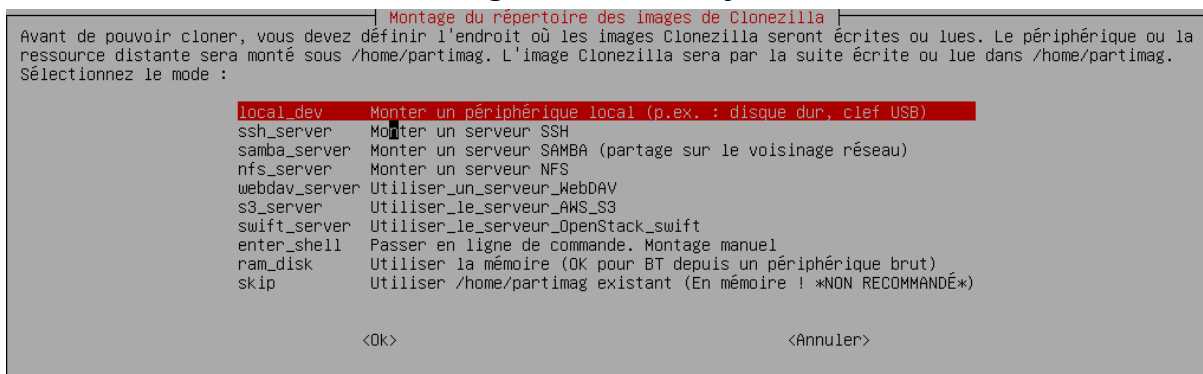 Montage du répertoire des images de Clonezilla
Avant de pouvoir cloner, vous devez définir l'endroit où les images Clonezilla seront écrites ou lues. Le périphérique ou la
ressource distante sera monté sous /home/partimag. L'image Clonezilla sera par la suite écrite ou lue dans /home/partimag.
Sélectionnez le mode :
local_dev Monter un périphérique local (p.ex. : disque dur, clef USB)
ssh_server Monter un serveur SSH
samba_server Monter un serveur SAMBA (partage sur le voisinage réseau)
nfs_server Monter un serveur NFS
webdav_server Utiliser_un_serveur_WebDAV
s3_server Utiliser_le_serveur_AWS_S3
swift_server Utiliser_le_serveur_OpenStack_swift
enter_shell Passer en ligne de commande. Montage manuel
ram_disk Utiliser la mémoire (OK pour BT depuis un périphérique brut)
skip Utiliser /home/partimag existant (En mémoire ! *NON RECOMMANDÉ*)
<Ok> <Annuler>